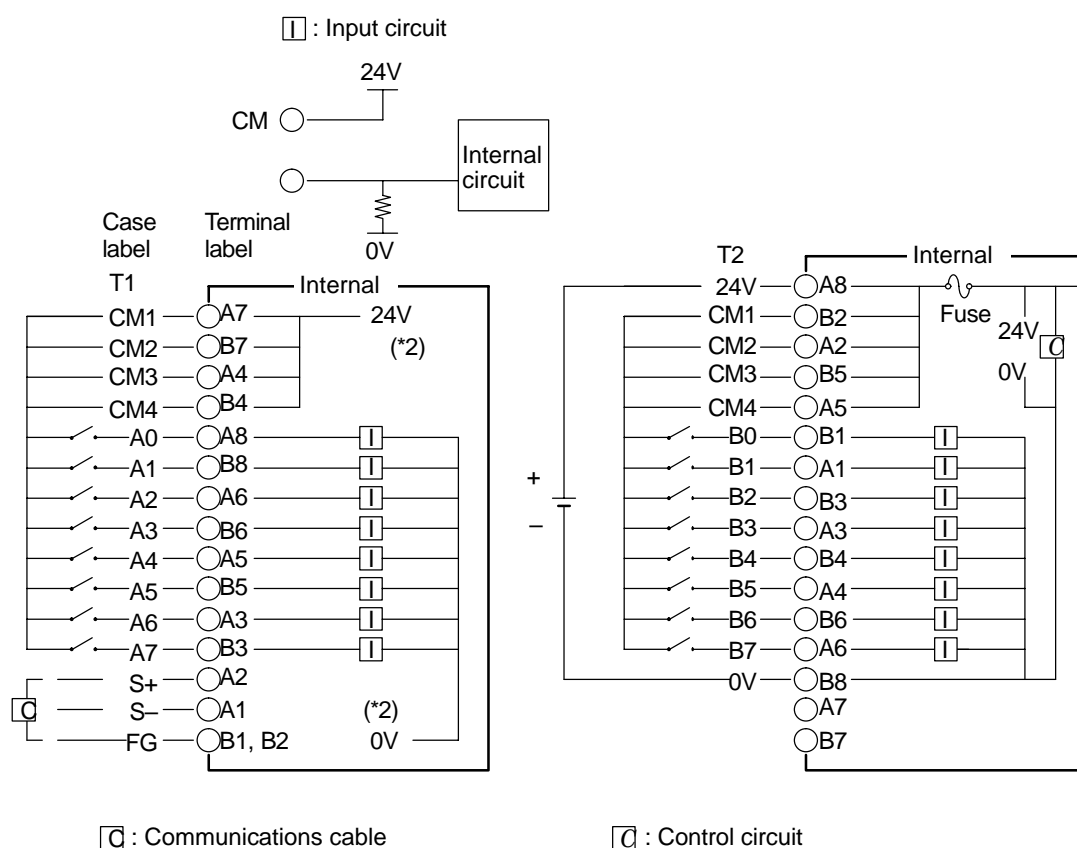 I : Input circuit
24V
CM
Internal
circuit
0V
Case
label
Terminal
label
T1
Internal
CM1 A7 24V
CM2 B7 (*2)
CM3 A4
CM4 B4
A0 A8 I
A1 B8 I
A2 A6 I
A3 B6 I
A4 A5 I
A5 B5 I
A6 A3 I
A7 B3 I
S+ A2
C S– A1 (*2)
FG B1, B2 0V
T2
Internal
24V A8
Fuse
CM1 B2
24V
CM2 A2
C
CM3 B5
0V
CM4 A5
B0 B1 I
B1 A1 I
+
B2 B3 I
–
B3 A3 I
B4 B4 I
B5 A4 I
B6 B6 I
B7 A6 I
0V B8
A7
B7
C : Communications cable
C : Control circuit